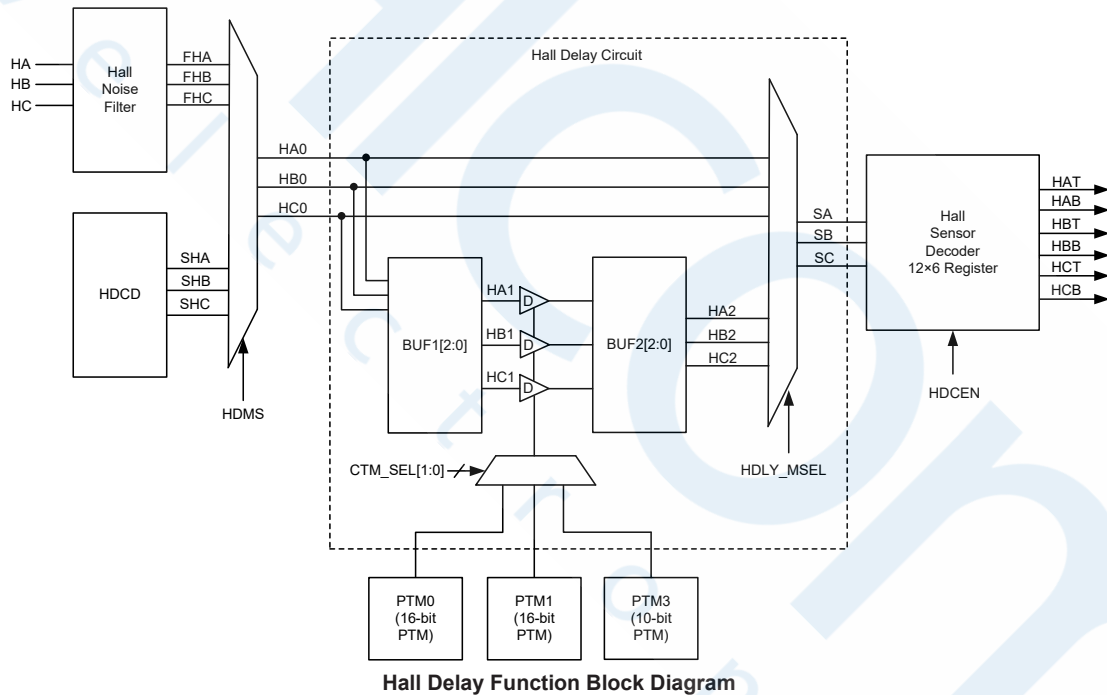 Hall Delay Circuit
HA
HB
HC
Hall
Noise
Filter
FHA
FHB
FHC
HDCD
SHA
SHB
SHC
HDMS
HA0
HB0
HC0
BUF1[2:0]
HA1
HB1
HC1
D
D
D
BUF2[2:0]
HA2
HB2
HC2
CTM_SEL[1:0]
HDLY_MSEL
SA
SB
SC
Hall
Sensor
Decoder
12×6 Register
HDCEN
HAT
HAB
HBT
HBB
HCT
HCB
PTM0
(16-bit
PTM)
PTM1
(16-bit
PTM)
PTM3
(10-bit
PTM)
Hall Delay Function Block Diagram